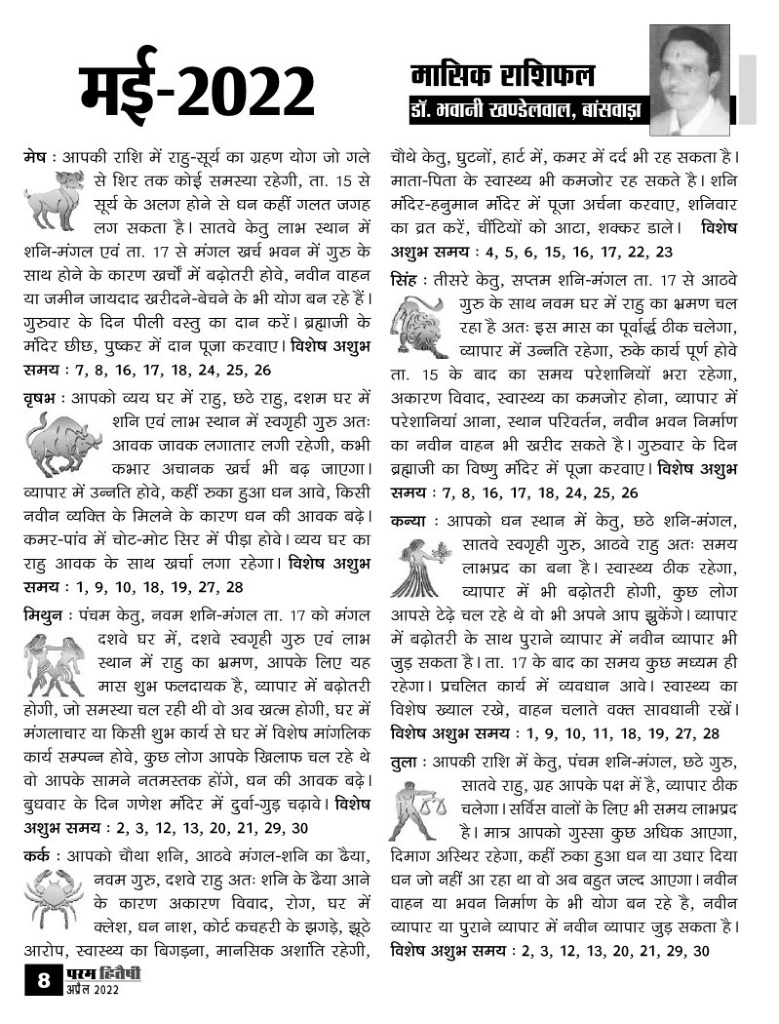 मई-2022
मासिक राशिफल
डॉ. भवानी खण्डेलवाल, बांसवाड़ा
मेष : आपकी राशि में राहु-सूर्य का ग्रहण योग जो गले
से शिर तक कोई समस्या रहेगी, ता. 15 से
सूर्य के अलग होने से धन कहीं गलत जगह
लग सकता है। सातवे केतु लाभ स्थान में
शनि-मंगल एवं ता. 17 से मंगल खर्च भवन में गुरु के
साथ होने के कारण खर्चों में बढ़ोतरी होवे, नवीन वाहन
या जमीन जायदाद खरीदने-बेचने के भी योग बन रहे हैं।
गुरुवार के दिन पीली वस्तु का दान करें। ब्रह्माजी के
मंदिर छीछ, पुष्कर में दान पूजा करवाए। विशेष अशुभ
समय : 7, 8, 16, 17, 18, 24, 25, 26
वृषभ : आपको व्यय घर में राहु, छठे राहु, दशम घर में
शनि एवं लाभ स्थान में स्वगृही गुरु अतः
आवक जावक लगातार लगी रहेगी, कभी
कभार अचानक खर्च भी बढ़ जाएगा।
व्यापार में उन्नति होवे, कहीं रुका हुआ धन आवे, किसी
नवीन व्यक्ति के मिलने के कारण धन की आवक बढ़े।
कमर-पांव में चोट-मोट सिर में पीड़ा होवे। व्यय घर का
राहु आवक के साथ खर्चा लगा रहेगा। विशेष अशुभ
समय : 1, 9, 10, 18, 19, 27, 28
मिथुन : पंचम केतु, नवम शनि-मंगल ता. 17 को मंगल
दशवे घर में, दशवे स्वगृही गुरु एवं लाभ
स्थान में राहु का भ्रमण, आपके लिए यह
मास शुभ फलदायक है, व्यापार में बढ़ोतरी
होगी, जो समस्या चल रही थी वो अब खत्म होगी, घर में
मंगलाचार या किसी शुभ कार्य से घर में विशेष मांगलिक
कार्य सम्पन्न होवे, कुछ लोग आपके खिलाफ चल रहे थे
वो आपके सामने नतमस्तक होंगे, धन की आवक बढ़े।
बुधवार के दिन गणेश मंदिर में दुर्वा-गुड़ चढ़ावे। विशेष
अशुभ समय : 2, 3, 12, 13, 20, 21, 29, 30
कर्क : आपको चौथा शनि, आठवे मंगल-शनि का ढैया,
नवम गुरु, दशवे राहु अतः शनि के ढैया आने
के कारण अकारण विवाद, रोग, घर में
क्लेश, धन नाश, कोर्ट कचहरी के झगड़े, झूठे
आरोप, स्वास्थ्य का बिगड़ना, मानसिक अशांति रहेगी,
चौथे केतु, घुटनों, हार्ट में, कमर में दर्द भी रह सकता है।
माता-पिता के स्वास्थ्य भी कमजोर रह सकते है। शनि
मंदिर-हनुमान मंदिर में पूजा अर्चना करवाए, शनिवार
का व्रत करें, चींटियों को आटा, शक्कर डाले। विशेष
अशुभ समय : 4, 5, 6, 15, 16, 17, 22, 23
सिंह : तीसरे केतु, सप्तम शनि-मंगल ता. 17 से आठवे
गुरु के साथ नवम घर में राहु का भ्रमण चल
रहा है अतः इस मास का पूर्वार्द्ध ठीक चलेगा,
व्यापार में उन्नति रहेगा, रुके कार्य पूर्ण होवे
ता. 15 के बाद का समय परेशानियों भरा रहेगा,
अकारण विवाद, स्वास्थ्य का कमजोर होना, व्यापार में
परेशानियां आना, स्थान परिवर्तन, नवीन भवन निर्माण
का नवीन वाहन भी खरीद सकते है। गुरुवार के दिन
ब्रह्माजी का विष्णु मंदिर में पूजा करवाए। विशेष अशुभ
समय : 7, 8, 16, 17, 18, 24, 25, 26
कन्या : आपको धन स्थान में केतु, छठे शनि-मंगल,
सातवे स्वगृही गुरु, आठवे राहु अतः समय
लाभप्रद का बना है। स्वास्थ्य ठीक रहेगा,
व्यापार में भी बढ़ोतरी होगी, कुछ लोग
आपसे टेढ़े चल रहे थे वो भी अपने आप झुकेंगे। व्यापार
में बढ़ोतरी के साथ पुराने व्यापार में नवीन व्यापार भी
जुड़ सकता है। ता. 17 के बाद का समय कुछ मध्यम ही
रहेगा। प्रचलित कार्य में व्यवधान आवे। स्वास्थ्य का
विशेष ख्याल रखे, वाहन चलाते वक्त सावधानी रखें।
विशेष अशुभ समय : 1, 9, 10, 11, 18, 19, 27, 28
तुला : आपकी राशि में केतु, पंचम शनि-मंगल, छठे गुरु,
सातवे राहु, ग्रह आपके पक्ष में है, व्यापार ठीक
चलेगा। सर्विस वालों के लिए भी समय लाभप्रद
है। मात्र आपको गुस्सा कुछ अधिक आएगा,
दिमाग अस्थिर रहेगा, कहीं रुका हुआ धन या उधार दिया
धन जो नहीं आ रहा था वो अब बहुत जल्द आएगा। नवीन
वाहन या भवन निर्माण के भी योग बन रहे है, नवीन
व्यापार या पुराने व्यापार में नवीन व्यापार जुड़ सकता है।
विशेष अशुभ समय : 2, 3, 12, 13, 20, 21, 29, 30
8
परम हितैषी
अप्रैल 2022